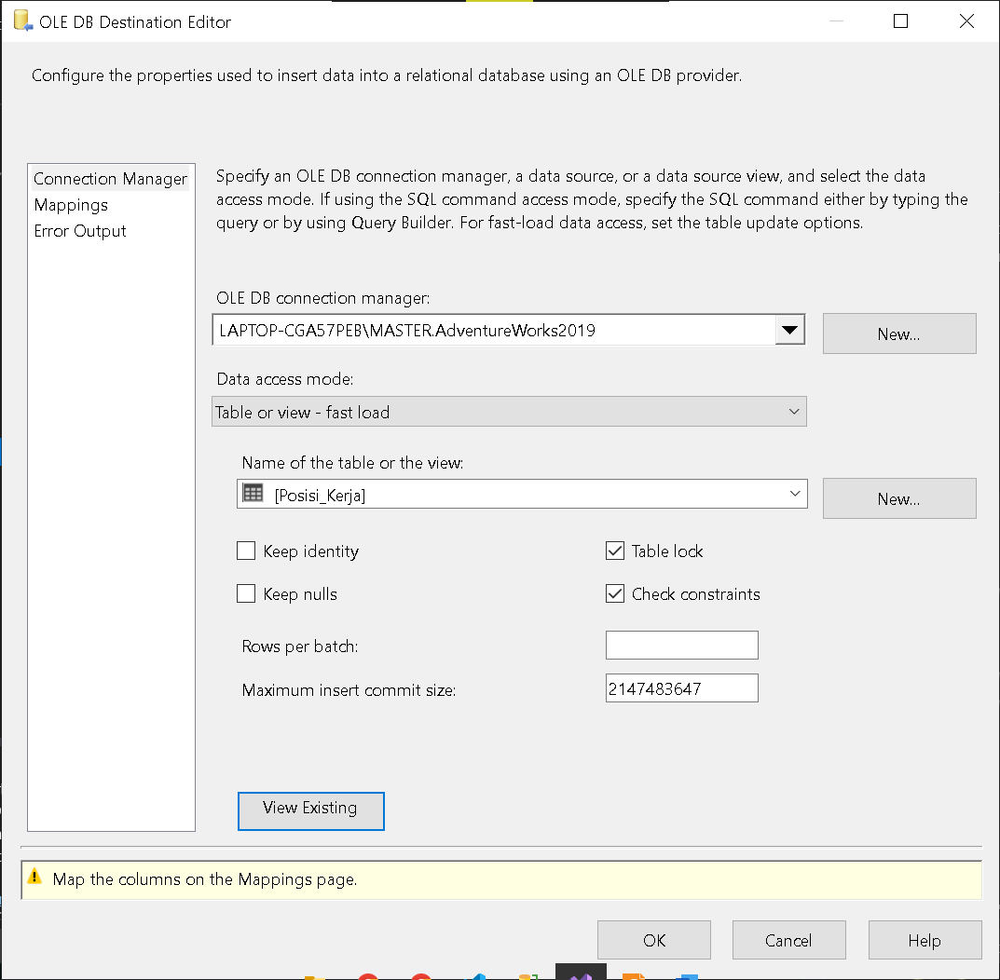 OLE DB Destination Editor
Configure the properties used to insert data into a relational database using an OLE DB provider.
Connection Manager
Mappings
Error Output
Specify an OLE DB connection manager, a data source, or a data source view, and select the data
access mode. If using the SQL command access mode, specify the SQL command either by typing the
query or by using Query Builder. For fast-load data access, set the table update options.
OLE DB connection manager:
LAPTOP-CGA57PEB\MASTER.AdventureWorks2019
New...
Data access mode:
Table or view - fast load
Name of the table or the view:
[Posisi_Kerja]
New...
Keep identity
Table lock
Keep nulls
Check constraints
Rows per batch:
Maximum insert commit size:
2147483647
View Existing
Map the columns on the Mappings page.
OK
Cancel
Help